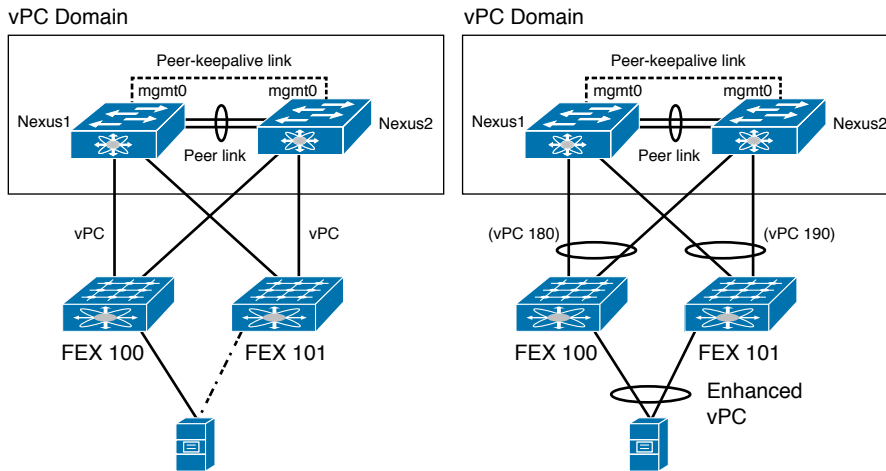 vPC Domain
Peer-keepalive link
mgmt0 mgmt0
Nexus1 Nexus2
Peer link
vPC vPC
FEX 100 FEX 101
vPC Domain
Peer-keepalive link
mgmt0 mgmt0
Nexus1 Nexus2
Peer link
(vPC 180) (vPC 190)
FEX 100 FEX 101
Enhanced
vPC